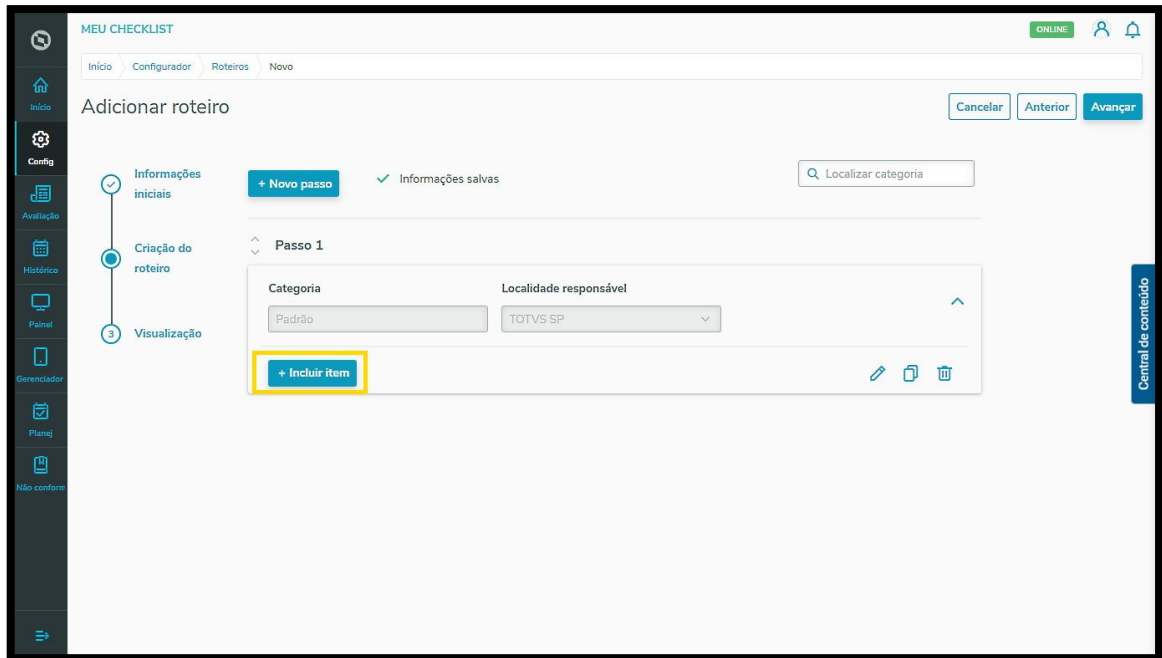 MEU CHECKLIST
ONLINE
Início
Configurador
Roteiros
Novo
Adicionar roteiro
Cancelar
Anterior
Avançar
Início
Config
Avaliação
Histórico
Painel
Gerenciador
Planej
Não conform
Informações
iniciais
Criação do
roteiro
3
Visualização
+ Novo passo
Informações salvas
Localizar categoria
Passo 1
Categoria
Localidade responsável
Padrão
TOTVS SP
+ Incluir item
Central de conteúdo